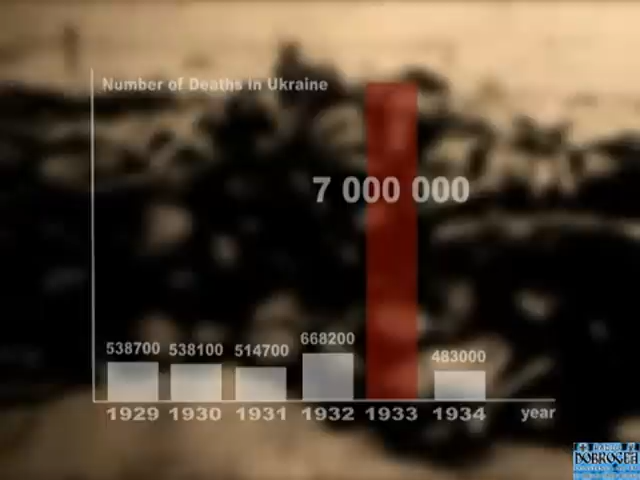 Number of Deaths in Ukraine
7 000 000
668200
538700 538100 514700 483000
1929 1930 1931 1932 1933 1934 year
DOBROGEA